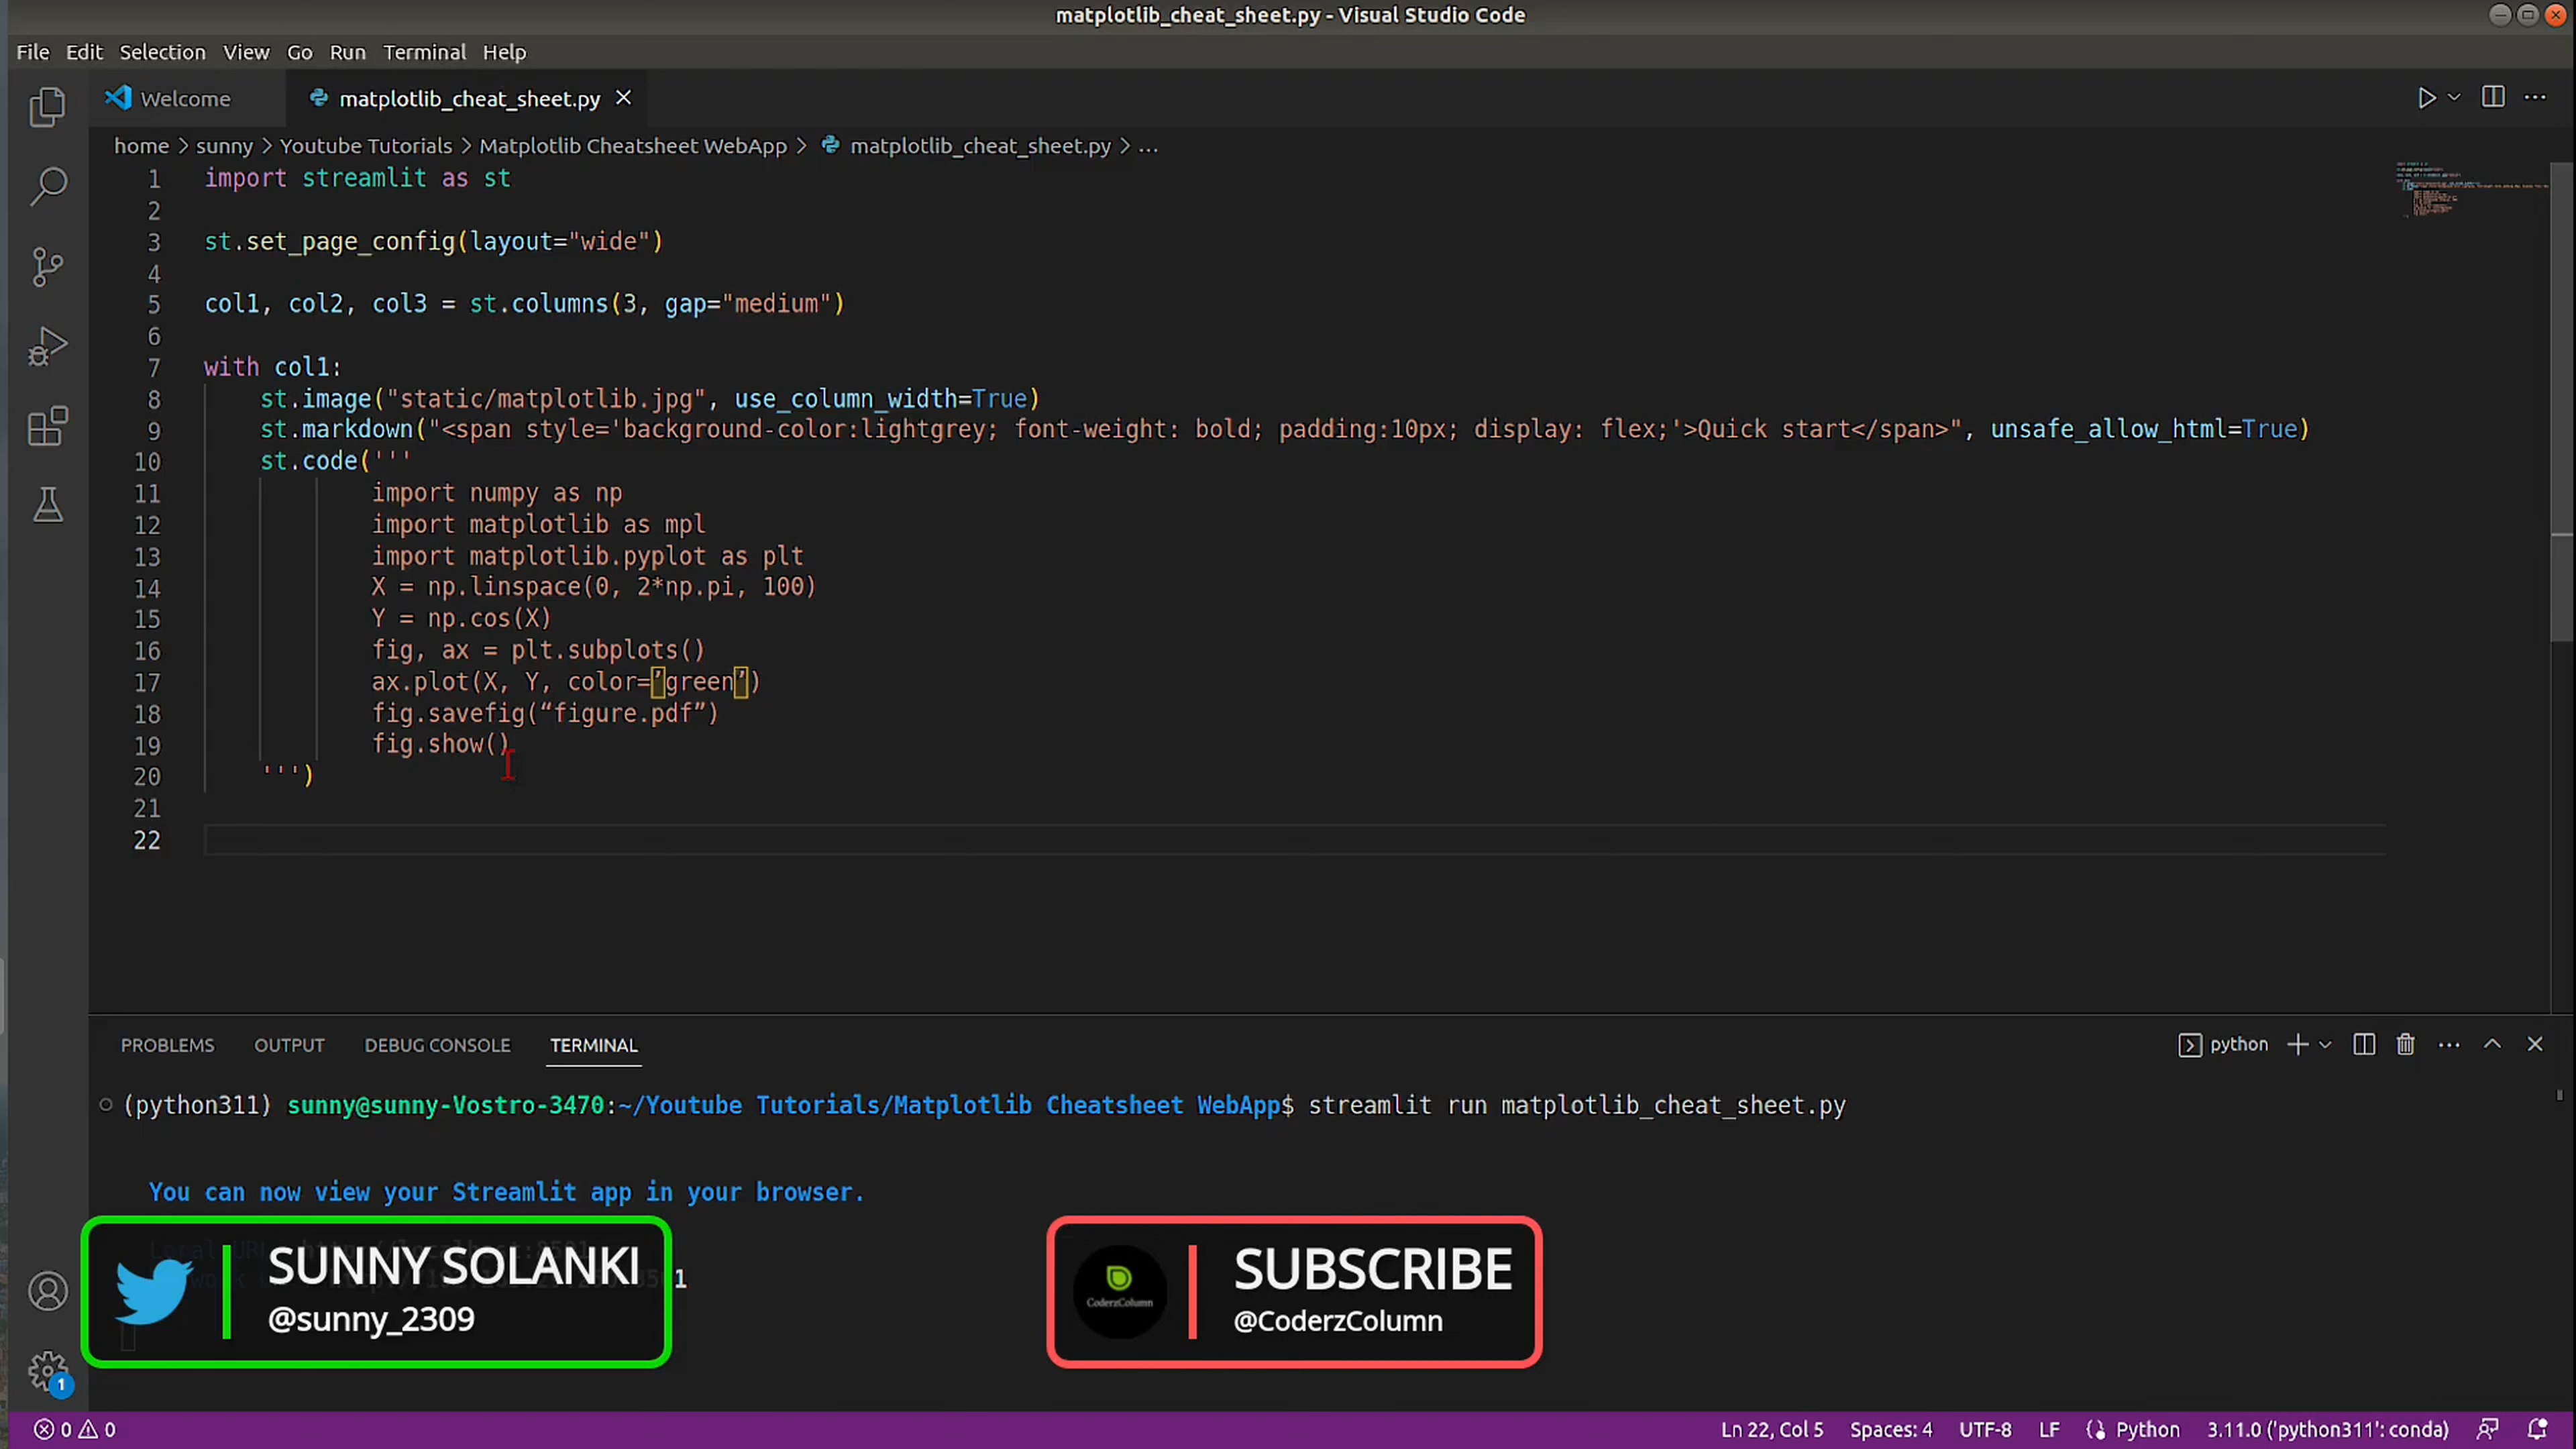 matplotlib_cheat_sheet.py - Visual Studio Code
File Edit Selection View Go Run Terminal Help
Welcome matplotlib_cheat_sheet.py
home > sunny > Youtube Tutorials > Matplotlib Cheatsheet WebApp > matplotlib_cheat_sheet.py > ...
1 import streamlit as st
2
3 st.set_page_config(layout="wide")
4
5 col1, col2, col3 = st.columns(3, gap="medium")
6
7 with col1:
8 st.image("static/matplotlib.jpg", use_column_width=True)
9 st.markdown("<span style='background-color:lightgrey; font-weight: bold; padding:10px; display: flex;'>Quick start</span>", unsafe_allow_html=True)
10 st.code('''
11 import numpy as np
12 import matplotlib as mpl
13 import matplotlib.pyplot as plt
14 X = np.linspace(0, 2*np.pi, 100)
15 Y = np.cos(X)
16 fig, ax = plt.subplots()
17 ax.plot(X, Y, color=’green’)
18 fig.savefig(“figure.pdf”)
19 fig.show()
20 ''')
21
22
PROBLEMS OUTPUT DEBUG CONSOLE TERMINAL
python
(python311) sunny@sunny-Vostro-3470:~/Youtube Tutorials/Matplotlib Cheatsheet WebApp$ streamlit run matplotlib_cheat_sheet.py
You can now view your Streamlit app in your browser.
SUNNY SOLANKI
@sunny_2309
CoderzColumn
SUBSCRIBE
@CoderzColumn
1
0 0
Ln 22, Col 5 Spaces: 4 UTF-8 LF Python 3.11.0 ('python311': conda)